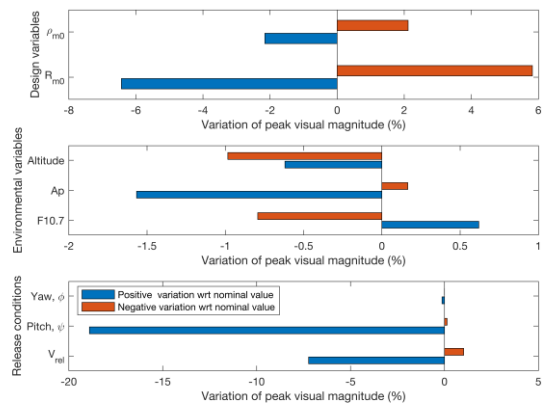 Design variables
ρm0
Rm0
-8 -6 -4 -2 0 2 4 6
Variation of peak visual magnitude (%)
Environmental variables
Altitude
Ap
F10.7
-2 -1.5 -1 -0.5 0 0.5 1
Variation of peak visual magnitude (%)
Release conditions
Yaw, ϕ
Pitch, ψ
Vrel
Positive variation wrt nominal value
Negative variation wrt nominal value
-20 -15 -10 -5 0 5
Variation of peak visual magnitude (%)